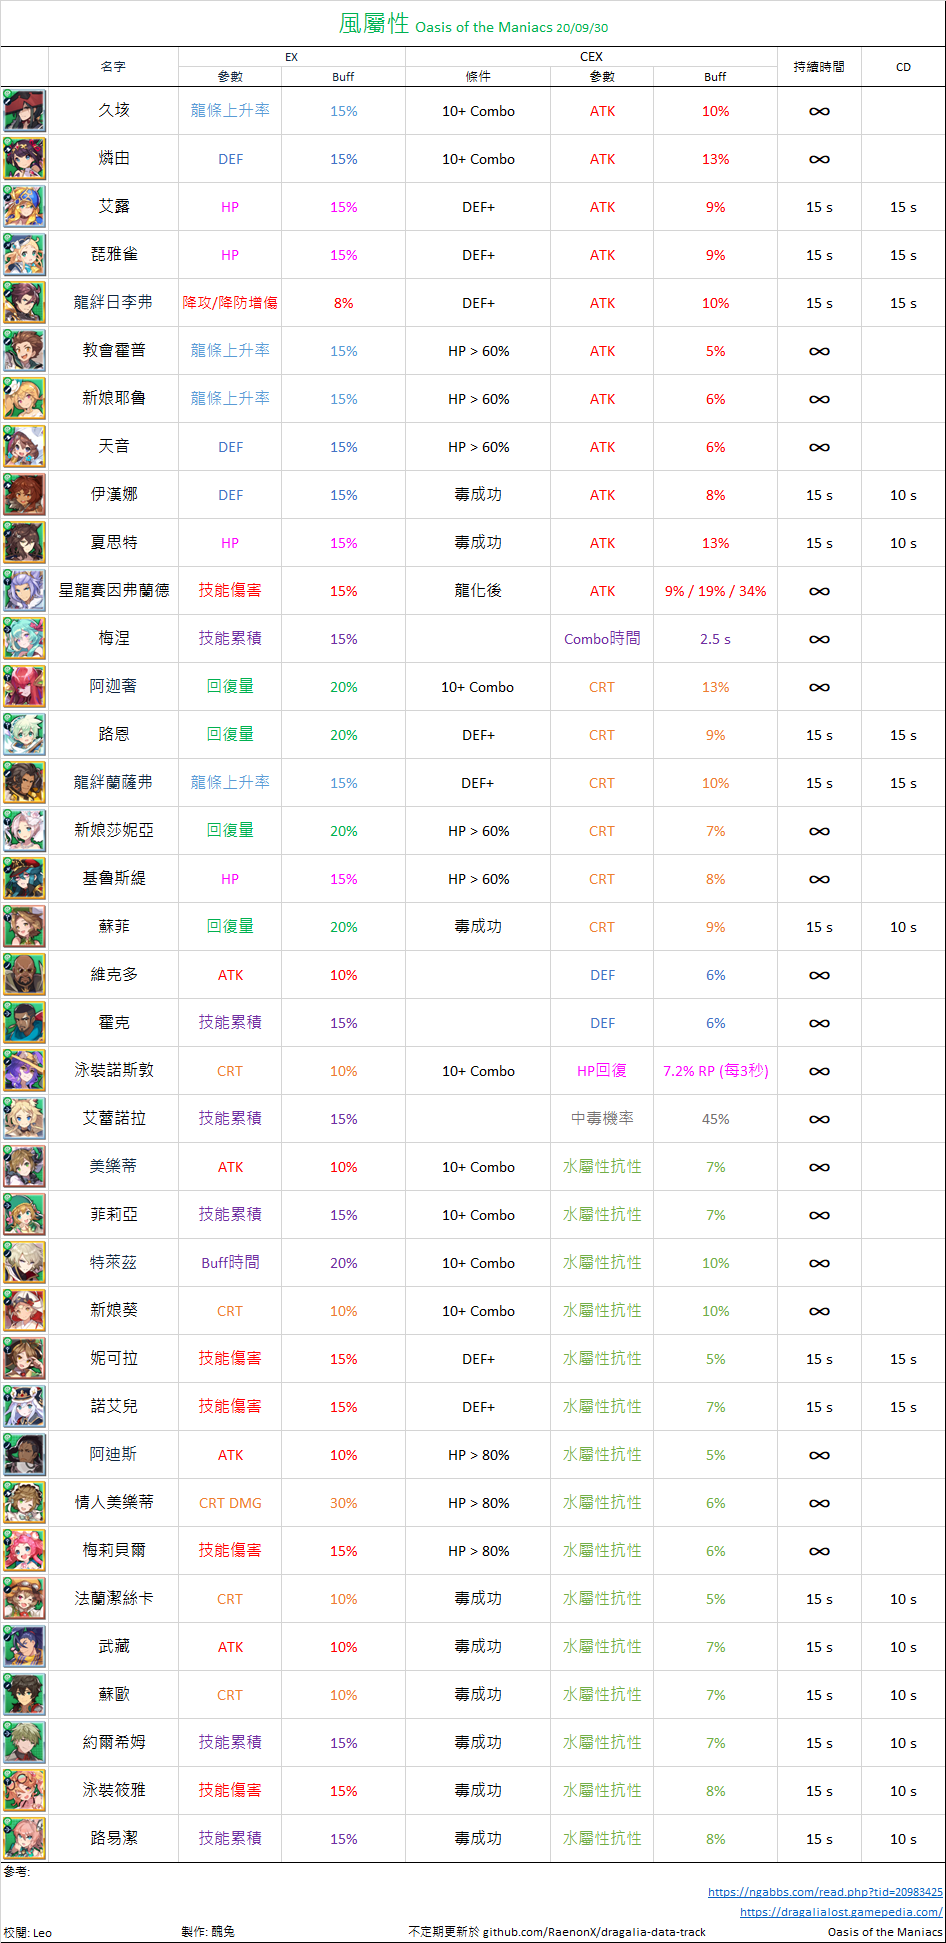 風屬性 Oasis of the Maniacs 20/09/30
名字 EX CEX 持續時間 CD
參數 Buff 條件 參數 Buff
久垓 龍條上升率 15% 10+ Combo ATK 10% ∞
燐由 DEF 15% 10+ Combo ATK 13% ∞
艾露 HP 15% DEF+ ATK 9% 15 s 15 s
琵雅雀 HP 15% DEF+ ATK 9% 15 s 15 s
龍絆日李弗 降攻/降防增傷 8% DEF+ ATK 10% 15 s 15 s
教會霍普 龍條上升率 15% HP > 60% ATK 5% ∞
新娘耶魯 龍條上升率 15% HP > 60% ATK 6% ∞
天音 DEF 15% HP > 60% ATK 6% ∞
伊漢娜 DEF 15% 毒成功 ATK 8% 15 s 10 s
夏思特 HP 15% 毒成功 ATK 13% 15 s 10 s
星龍賽因弗蘭德 技能傷害 15% 龍化後 ATK 9% / 19% / 34% ∞
梅涅 技能累積 15% Combo時間 2.5 s ∞
阿迦奢 回復量 20% 10+ Combo CRT 13% ∞
路恩 回復量 20% DEF+ CRT 9% 15 s 15 s
龍絆蘭薩弗 龍條上升率 15% DEF+ CRT 10% 15 s 15 s
新娘莎妮亞 回復量 20% HP > 60% CRT 7% ∞
基魯斯緹 HP 15% HP > 60% CRT 8% ∞
蘇菲 回復量 20% 毒成功 CRT 9% 15 s 10 s
維克多 ATK 10% DEF 6% ∞
霍克 技能累積 15% DEF 6% ∞
泳裝諾斯敦 CRT 10% 10+ Combo HP回復 7.2% RP (每3秒) ∞
艾蕾諾拉 技能累積 15% 中毒機率 45% ∞
美樂蒂 ATK 10% 10+ Combo 水屬性抗性 7% ∞
菲莉亞 技能累積 15% 10+ Combo 水屬性抗性 7% ∞
特萊茲 Buff時間 20% 10+ Combo 水屬性抗性 10% ∞
新娘葵 CRT 10% 10+ Combo 水屬性抗性 10% ∞
妮可拉 技能傷害 15% DEF+ 水屬性抗性 5% 15 s 15 s
諾艾兒 技能傷害 15% DEF+ 水屬性抗性 7% 15 s 15 s
阿迪斯 ATK 10% HP > 80% 水屬性抗性 5% ∞
情人美樂蒂 CRT DMG 30% HP > 80% 水屬性抗性 6% ∞
梅莉貝爾 技能傷害 15% HP > 80% 水屬性抗性 6% ∞
法蘭潔絲卡 CRT 10% 毒成功 水屬性抗性 5% 15 s 10 s
武藏 ATK 10% 毒成功 水屬性抗性 7% 15 s 10 s
蘇歐 CRT 10% 毒成功 水屬性抗性 7% 15 s 10 s
約爾希姆 技能累積 15% 毒成功 水屬性抗性 7% 15 s 10 s
泳裝筱雅 技能傷害 15% 毒成功 水屬性抗性 8% 15 s 10 s
路易潔 技能累積 15% 毒成功 水屬性抗性 8% 15 s 10 s
參考:
https://ngabbs.com/read.php?tid=20983425
https://dragalialost.gamepedia.com/
校閱: Leo 製作: 醜兔 不定期更新於 github.com/RaenonX/dragalia-data-track Oasis of the Maniacs